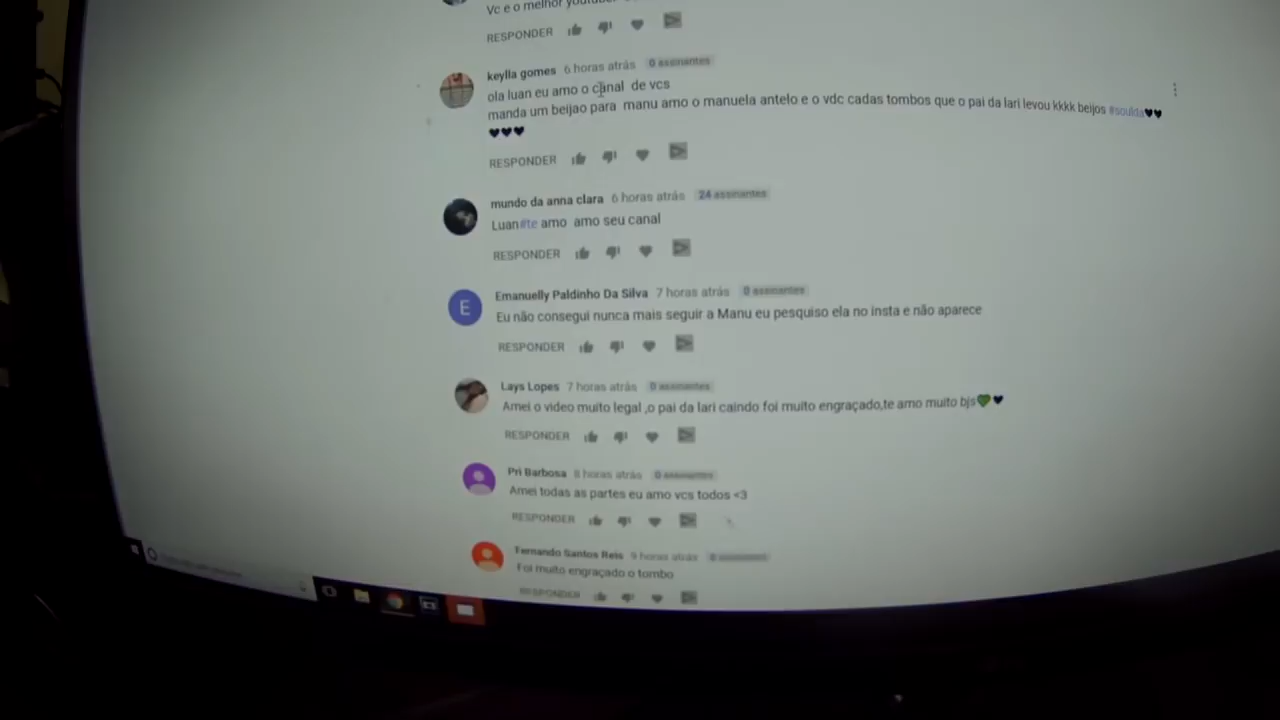 Vc e o melhor youtuber
RESPONDER
keylla gomes 6 horas atrás 0 assinantes
ola luan eu amo o canal de vcs
manda um beijao para manu amo o manuela antelo e o vdc cadas tombos que o pai da lari levou kkkk beijos #soulda♥♥
♥♥♥
RESPONDER
mundo da anna clara 6 horas atrás 24 assinantes
Luan#te amo amo seu canal
RESPONDER
E
Emanuelly Paldinho Da Silva 7 horas atrás 0 assinantes
Eu não consegui nunca mais seguir a Manu eu pesquiso ela no insta e não aparece
RESPONDER
Lays Lopes 7 horas atrás 0 assinantes
Amei o video muito legal ,o pai da lari caindo foi muito engraçado,te amo muito bjs💚🖤
RESPONDER
Pri Barbosa 8 horas atrás 0 assinantes
Amei todas as partes eu amo vcs todos <3
RESPONDER
Fernando Santos Reis 9 horas atrás 0 assinantes
Foi muito engraçado o tombo
RESPONDER